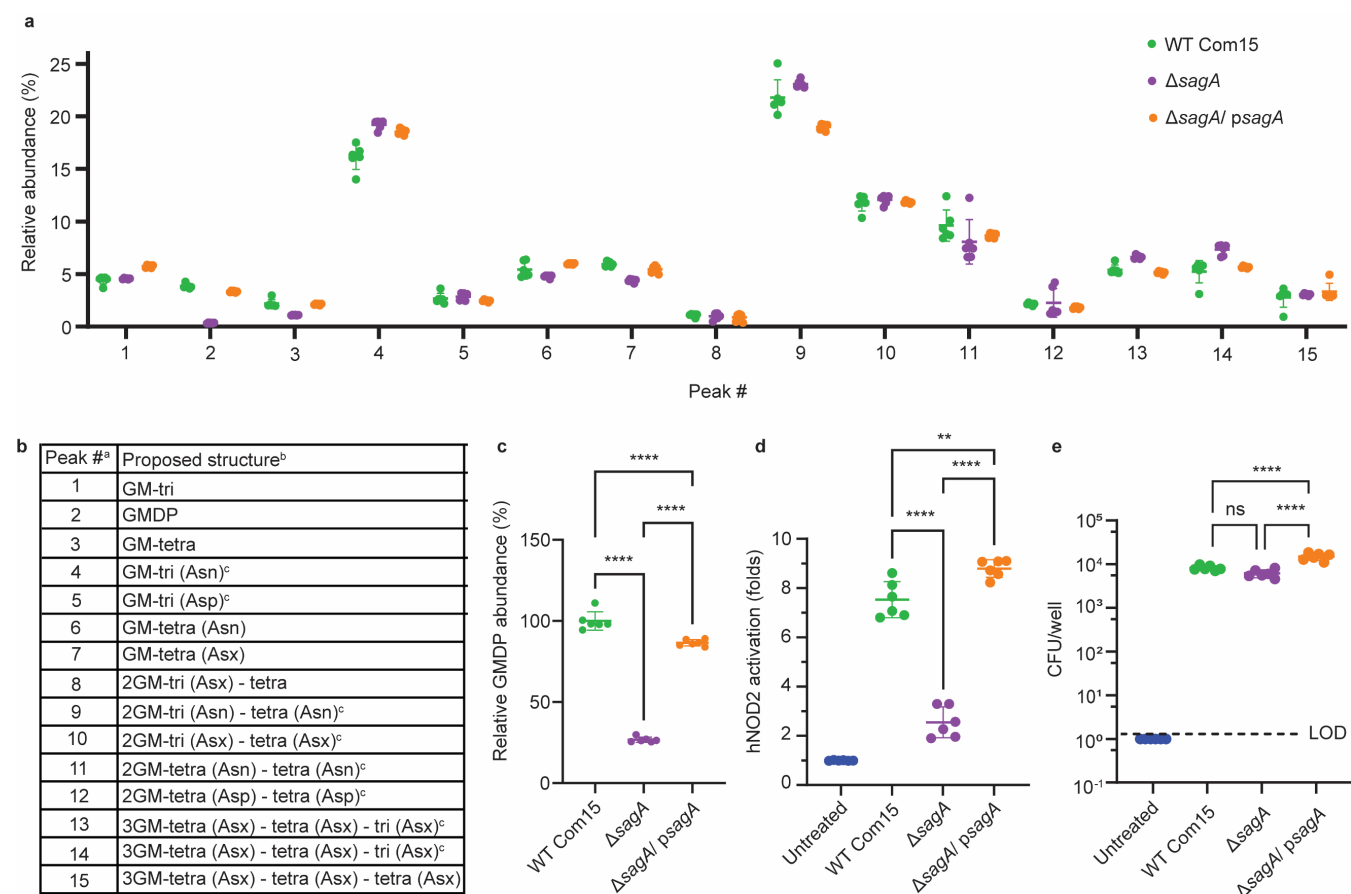 a
WT Com15
ΔsagA
ΔsagA/ psagA
Relative abundance (%)
25
20
15
10
5
0
1 2 3 4 5 6 7 8 9 10 11 12 13 14 15
Peak #
b
Peak #ᵃ Proposed structureᵇ
1 GM-tri
2 GMDP
3 GM-tetra
4 GM-tri (Asn)ᶜ
5 GM-tri (Asp)ᶜ
6 GM-tetra (Asn)
7 GM-tetra (Asx)
8 2GM-tri (Asx) - tetra
9 2GM-tri (Asn) - tetra (Asn)ᶜ
10 2GM-tri (Asx) - tetra (Asx)ᶜ
11 2GM-tetra (Asn) - tetra (Asn)ᶜ
12 2GM-tetra (Asp) - tetra (Asp)ᶜ
13 3GM-tetra (Asx) - tetra (Asx) - tri (Asx)ᶜ
14 3GM-tetra (Asx) - tetra (Asx) - tri (Asx)ᶜ
15 3GM-tetra (Asx) - tetra (Asx) - tetra (Asx)
c
Relative GMDP abundance (%)
150
100
50
0
****
****
****
WT Com15
ΔsagA
ΔsagA/ psagA
d
hNOD2 activation (folds)
10
8
6
4
2
0
**
****
****
Untreated
WT Com15
ΔsagA
ΔsagA/ psagA
e
CFU/well
10⁵
10⁴
10³
10²
10¹
10⁰
10⁻¹
****
ns ****
LOD
Untreated
WT Com15
ΔsagA
ΔsagA/ psagA